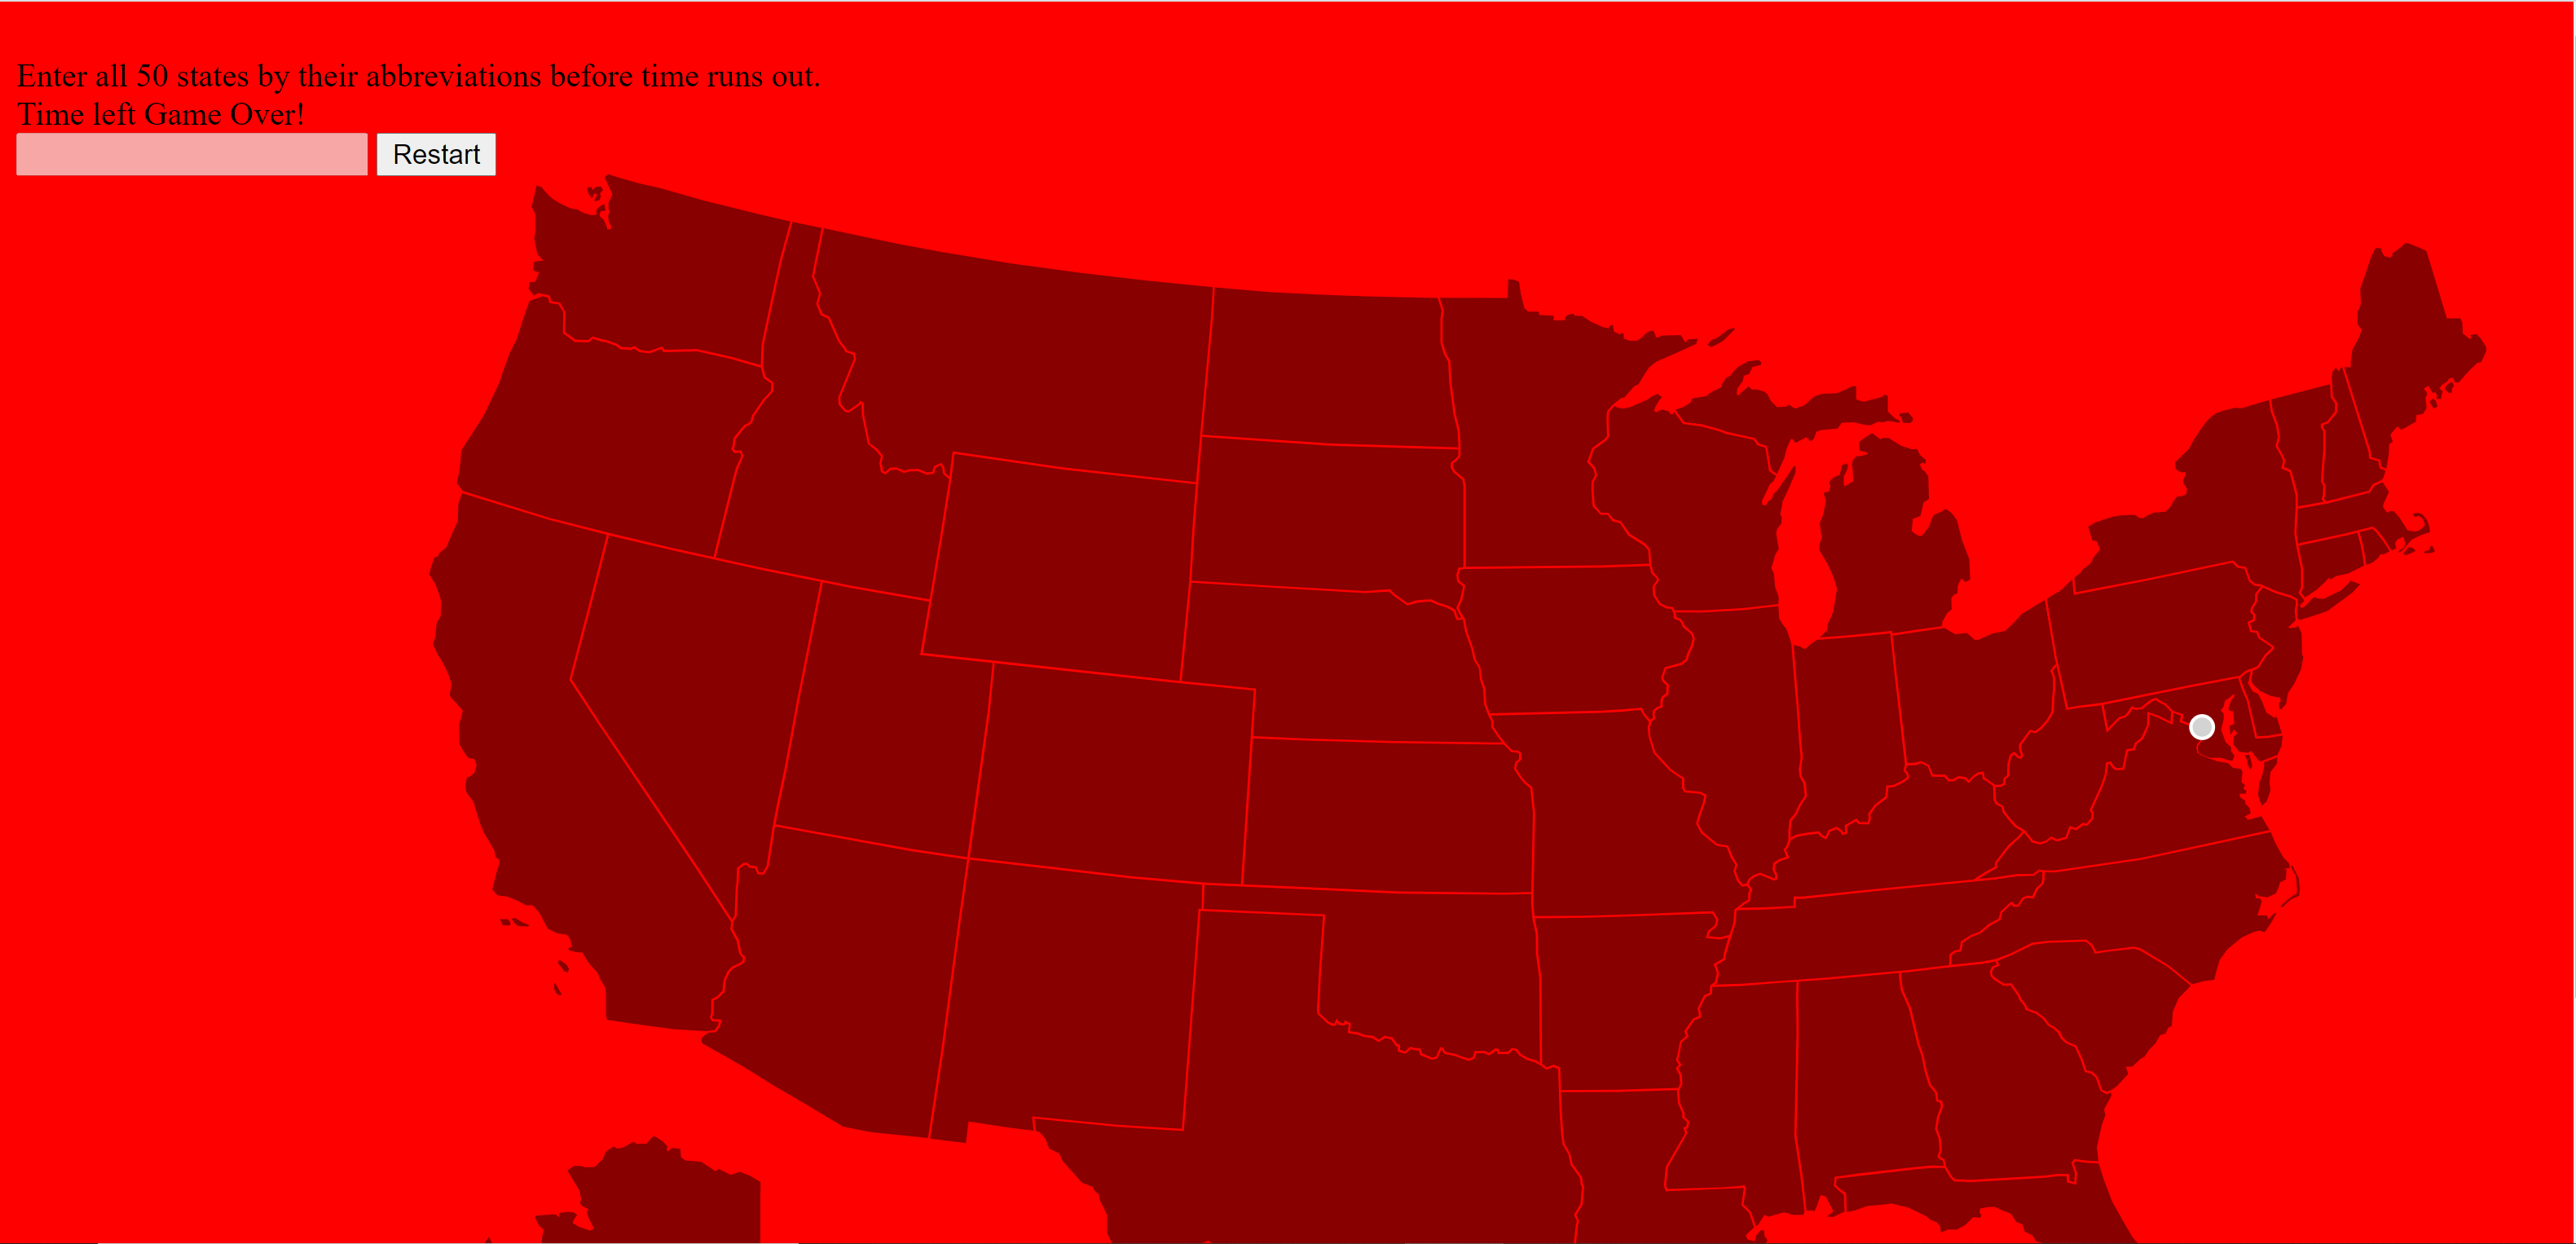 Enter all 50 states by their abbreviations before time runs out.
Time left Game Over!
Restart